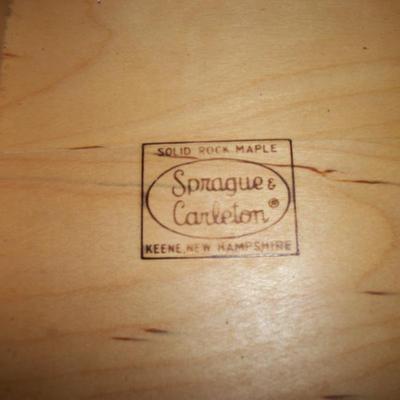 SOLID ROCK MAPLE
Sprague &
Carleton ®
KEENE, NEW HAMPSHIRE